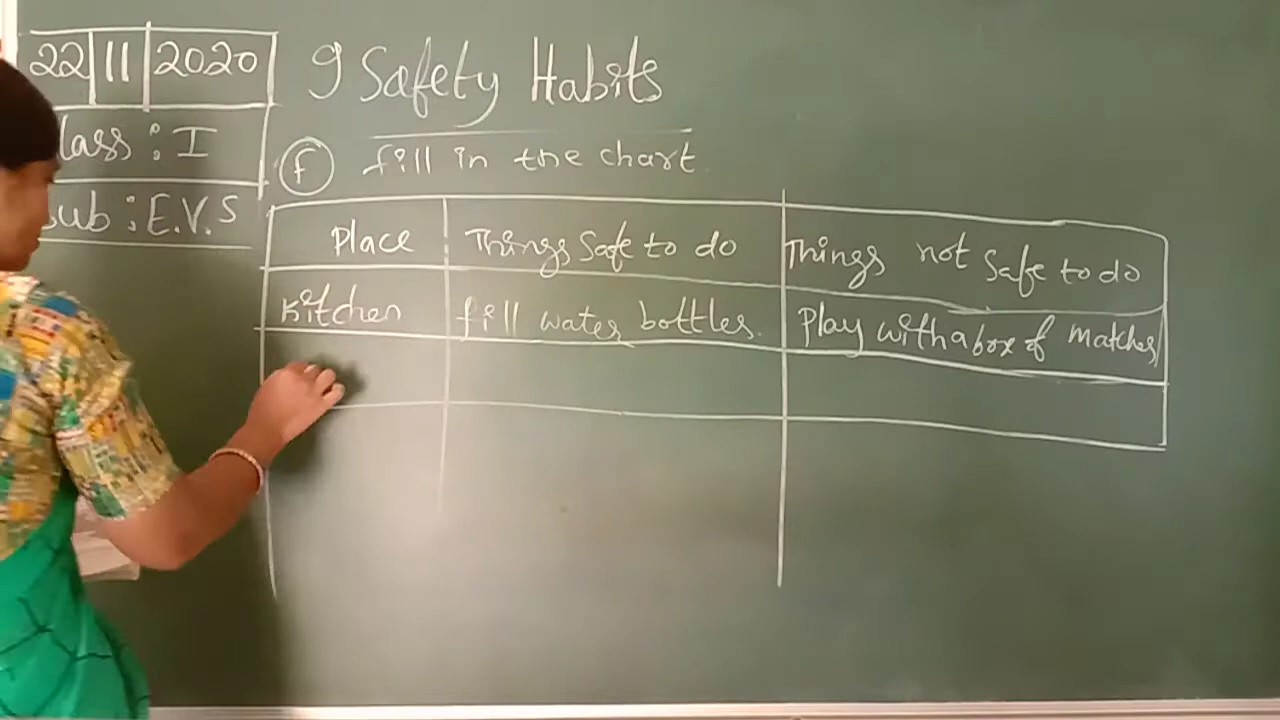 22 11 2020
lass : I
Sub : E.V.S
9 Safety Habits
f fill in the chart
Place Things Safe to do Things not Safe to do
Kitchen fill water bottles. Play with a box of matches